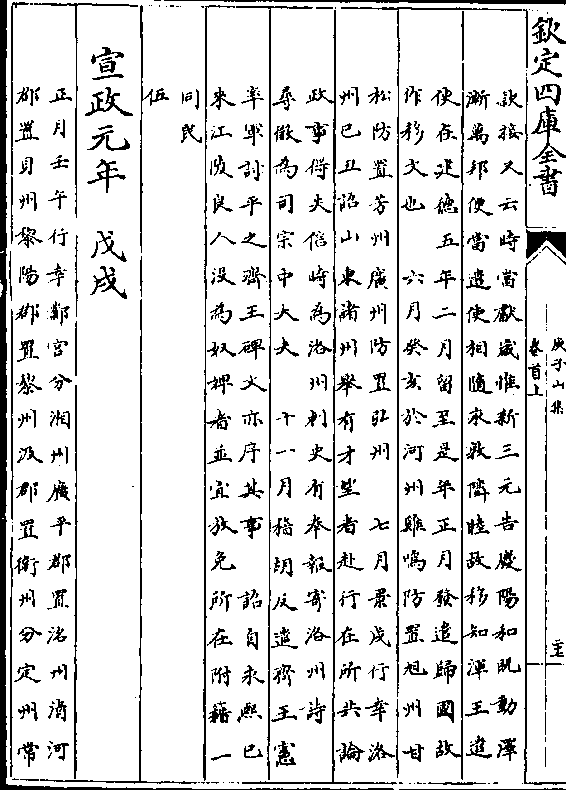 欽定四庫全書
庾子山集
卷首上
款接又云時當獻歲惟新三元告慶陽和既動澤
漸萬邦便當遣使相隨來敦隣睦故移知渾王遣
使在建德五年二月留至是年正月發遣歸國故
作移文也 六月癸亥於河州雞鳴防置旭州甘
松防置芳州廣州防置弘州 七月景戌行幸洛
州已丑詔山東諸州舉有才望者赴行在所共論
政事得失信時為洛州刺史有奉報寄洛州詩
尋徵為司宗中大夫 十一月稽胡反遣齊王憲
率軍討平之齊王碑文亦序其事 詔自永熙已
來江陵良人没為奴婢者並宜放免所在附籍一
同民
伍
宣政元年 戊戌
正月壬午行幸鄴宮分湘州廣平郡置洺州清河
郡置貝州黎陽郡置黎州汲郡置衛州分定州常